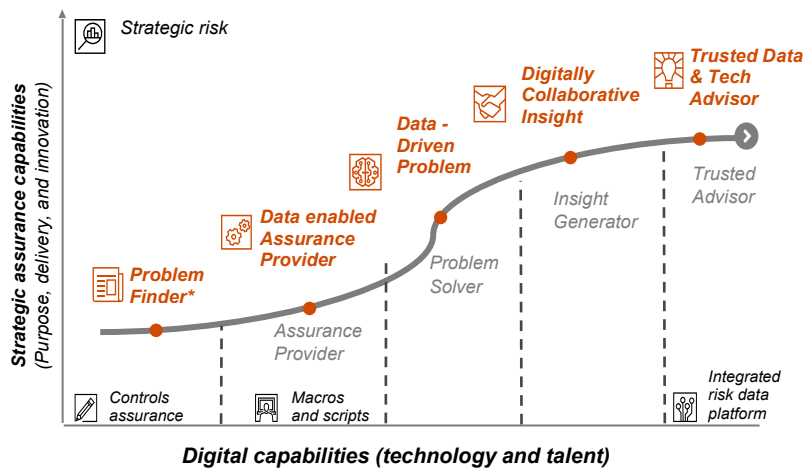 Strategic risk
Trusted Data
& Tech
Advisor
Digitally
Collaborative
Insight
Data -
Driven
Problem
Data enabled
Assurance
Provider
Problem
Finder*
Trusted
Advisor
Insight
Generator
Problem
Solver
Assurance
Provider
Strategic assurance capabilities
(Purpose, delivery, and innovation)
Controls
assurance
Macros
and scripts
Integrated
risk data
platform
Digital capabilities (technology and talent)